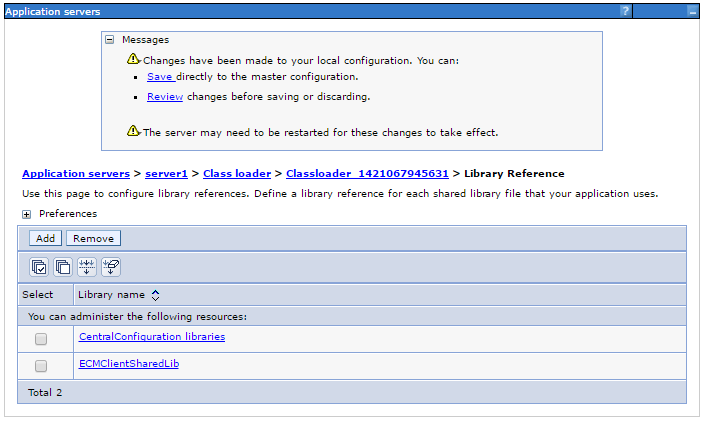 Application servers ? –
Messages
Changes have been made to your local configuration. You can:
Save directly to the master configuration.
Review changes before saving or discarding.
The server may need to be restarted for these changes to take effect.
Application servers > server1 > Class loader > Classloader_1421067945631 > Library Reference
Use this page to configure library references. Define a library reference for each shared library file that your application uses.
Preferences
Add Remove
Select Library name
You can administer the following resources:
CentralConfiguration libraries
ECMClientSharedLib
Total 2